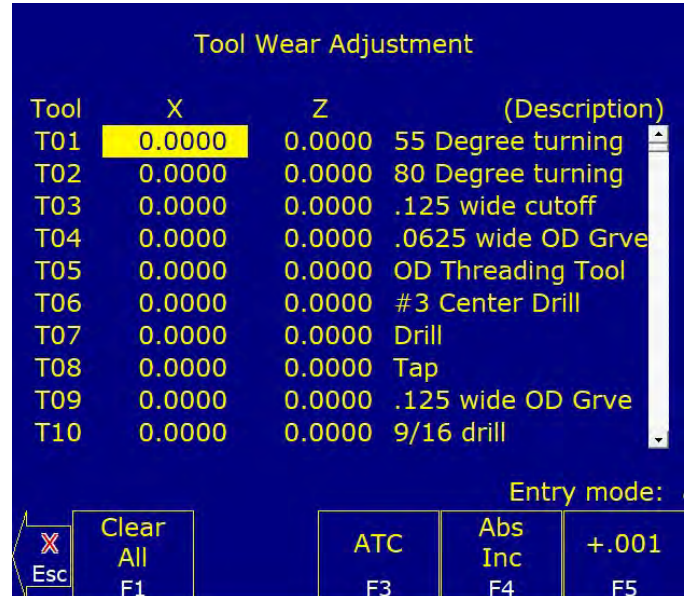 Tool Wear Adjustment
Tool X Z (Description)
T01 0.0000 0.0000 55 Degree turning
T02 0.0000 0.0000 80 Degree turning
T03 0.0000 0.0000 .125 wide cutoff
T04 0.0000 0.0000 .0625 wide OD Grve
T05 0.0000 0.0000 OD Threading Tool
T06 0.0000 0.0000 #3 Center Drill
T07 0.0000 0.0000 Drill
T08 0.0000 0.0000 Tap
T09 0.0000 0.0000 .125 wide OD Grve
T10 0.0000 0.0000 9/16 drill
Entry mode:
X Clear Abs
All ATC Inc +.001
Esc F1 F3 F4 F5